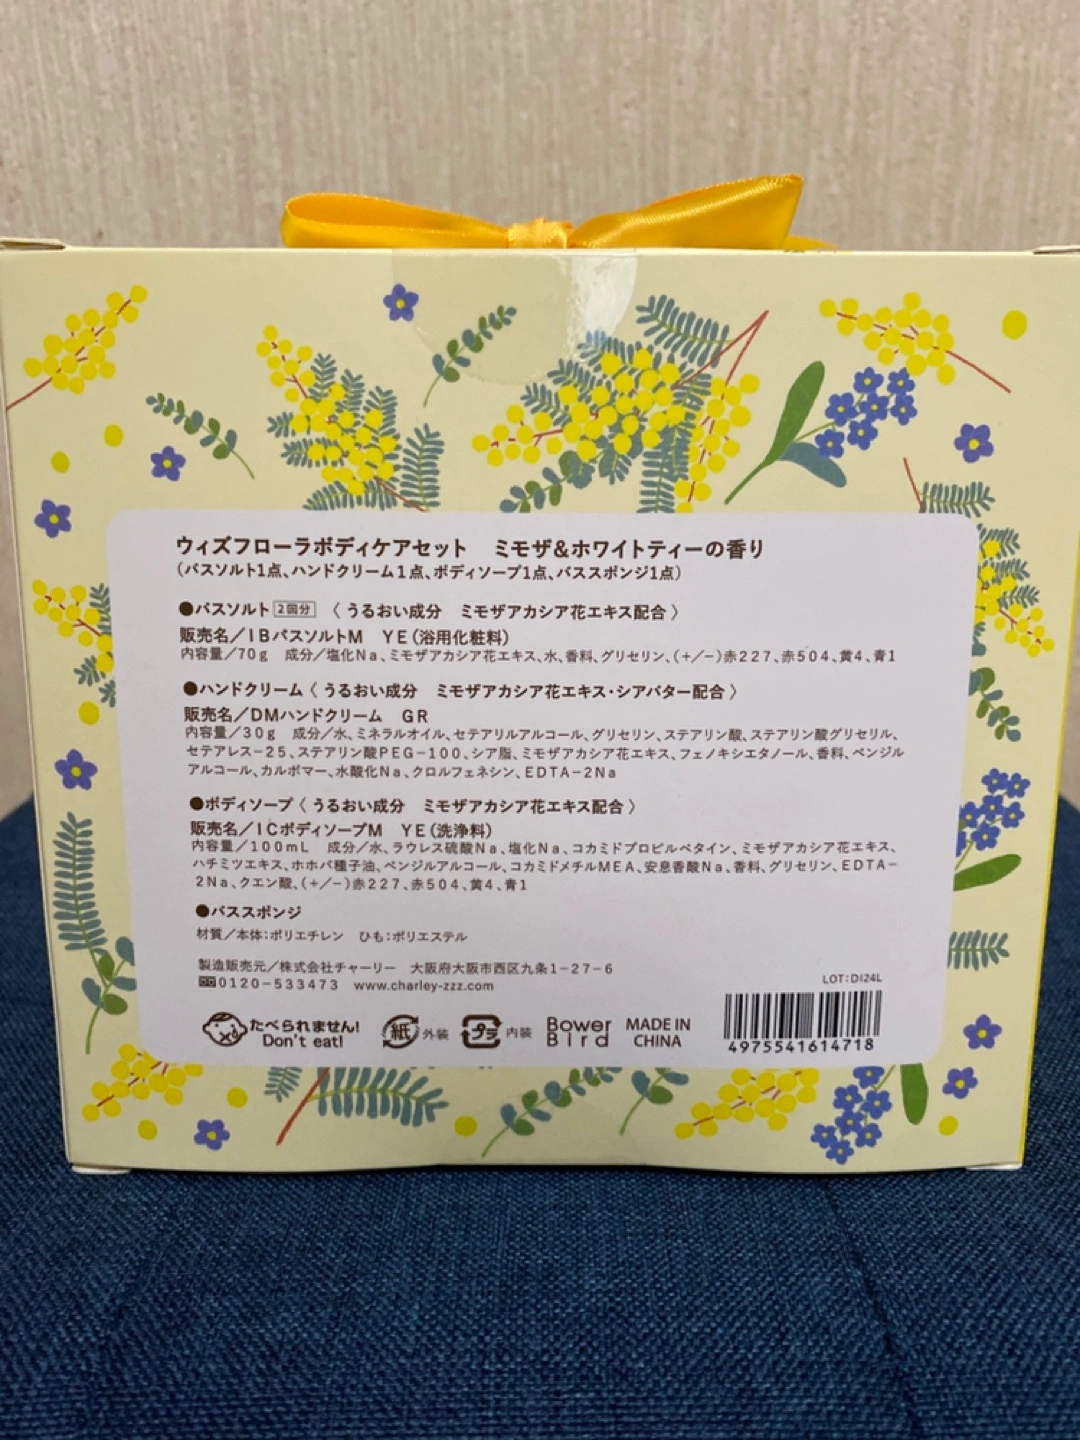 ウィズフローラボディケアセット　ミモザ&ホワイトティーの香り
（バスソルト1点、ハンドクリーム1点、ボディソープ1点、バススポンジ1点）
●バスソルト 2回分 〈うるおい成分　ミモザアカシア花エキス配合〉
販売名／IBバスソルトM　YE（浴用化粧料）
内容量／70g　成分／塩化Na、ミモザアカシア花エキス、水、香料、グリセリン、（+/−）赤227、赤504、黄4、青1
●ハンドクリーム〈うるおい成分　ミモザアカシア花エキス・シアバター配合〉
販売名／DMハンドクリーム　GR
内容量／30g　成分／水、ミネラルオイル、セテアリルアルコール、グリセリン、ステアリン酸、ステアリン酸グリセリル、
セテアレス−25、ステアリン酸PEG−100、シア脂、ミモザアカシア花エキス、フェノキシエタノール、香料、ベンジル
アルコール、カルボマー、水酸化Na、クロルフェネシン、EDTA−2Na
●ボディソープ〈うるおい成分　ミモザアカシア花エキス配合〉
販売名／ICボディソープM　YE（洗浄料）
内容量／100mL　成分／水、ラウレス硫酸Na、塩化Na、コカミドプロピルベタイン、ミモザアカシア花エキス、
ハチミツエキス、ホホバ種子油、ベンジルアルコール、コカミドメチルMEA、安息香酸Na、香料、グリセリン、EDTA−
2Na、クエン酸、（+/−）赤227、赤504、黄4、青1
●バススポンジ
材質／本体：ポリエチレン　ひも：ポリエステル
製造販売元／株式会社チャーリー　大阪府大阪市西区九条1-27-6
0120-533473　www.charley-zzz.com
LOT:DI24L
たべられません!
Don't eat!
紙 外装
プラ 内装
Bower
Bird
MADE IN
CHINA
4975541614718